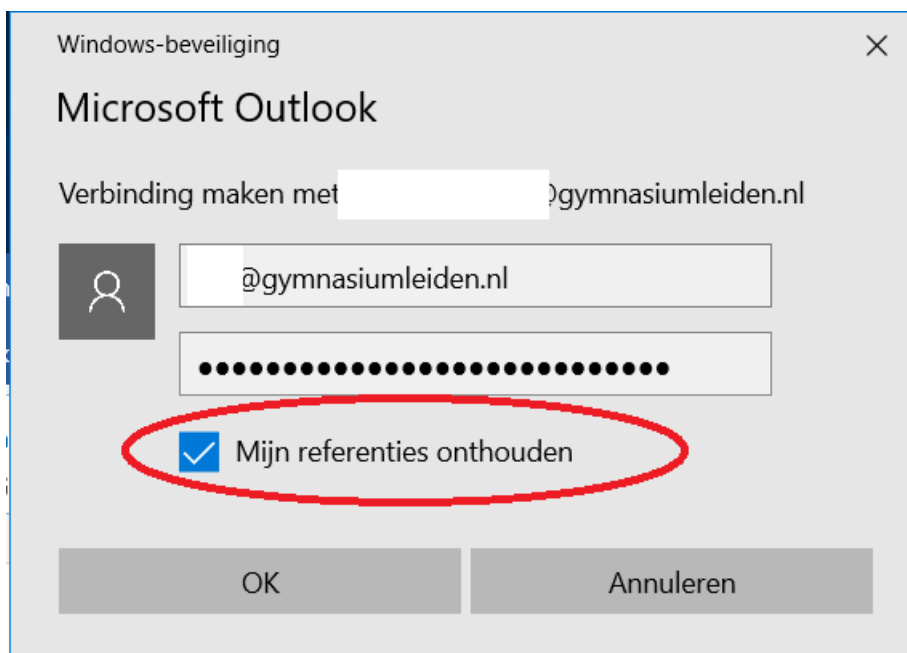 Windows-beveiliging
Microsoft Outlook
Verbinding maken met @gymnasiumleiden.nl
@gymnasiumleiden.nl
Mijn referenties onthouden
OK
Annuleren